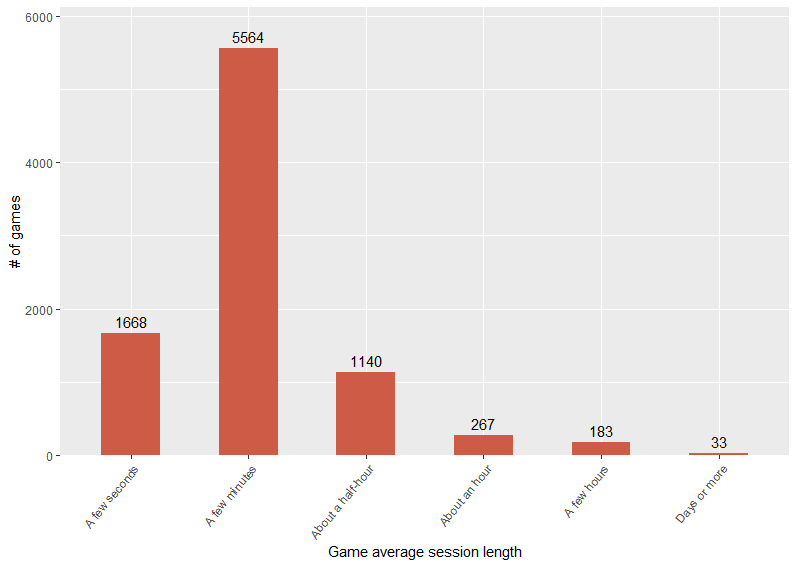 6000
4000
2000
0
# of games
1668
5564
1140
267
183
33
A few seconds
A few minutes
About a half-hour
About an hour
A few hours
Days or more
Game average session length